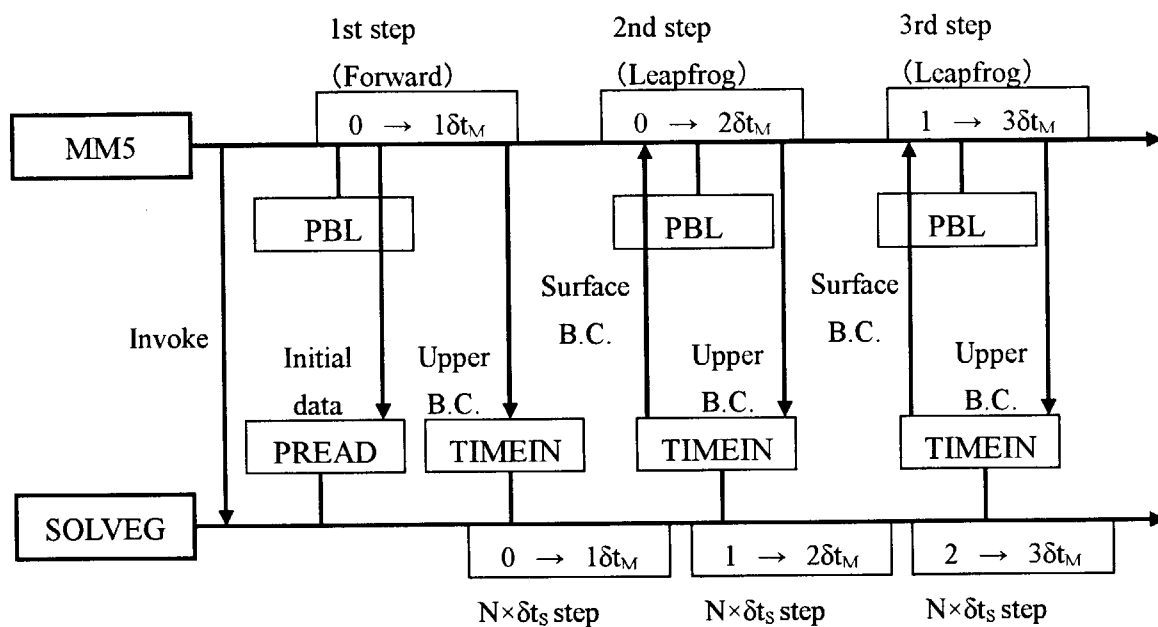 1st step
(Forward)
2nd step
(Leapfrog)
3rd step
(Leapfrog)
0 → 1δt_M
0 → 2δt_M
1 → 3δt_M
MM5
PBL
PBL
PBL
Invoke
Initial
data
Upper
B.C.
Surface
B.C.
Upper
B.C.
Surface
B.C.
Upper
B.C.
PREAD
TIMEIN
TIMEIN
TIMEIN
SOLVEG
0 → 1δt_M
1 → 2δt_M
2 → 3δt_M
N×δt_S step
N×δt_S step
N×δt_S step